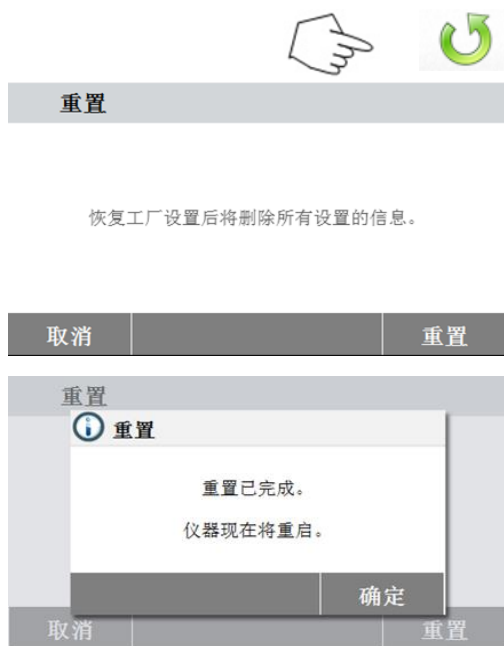 重置
恢复工厂设置后将删除所有设置的信息。
取消 重置
重置
重置
重置已完成。
仪器现在将重启。
确定
取消 重置